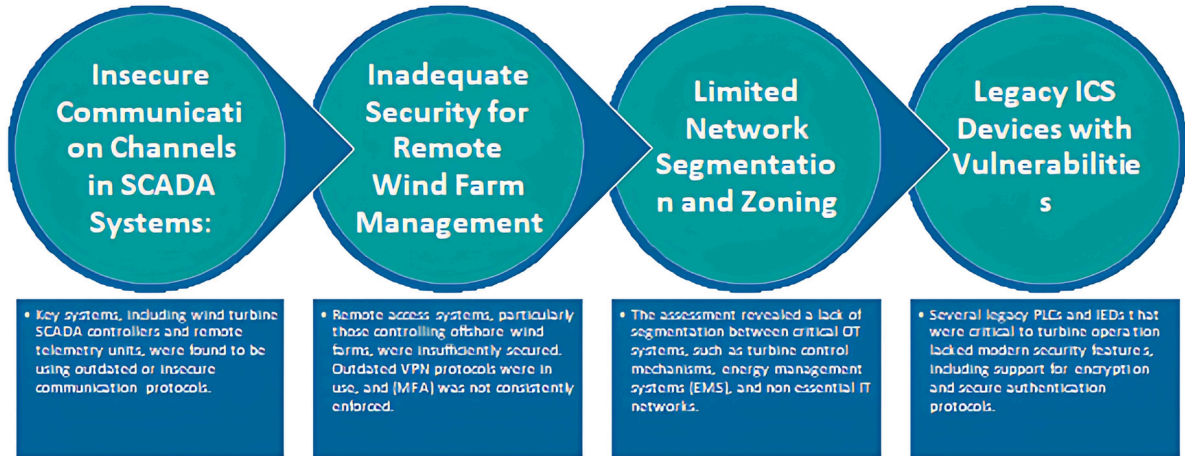 Insecure
Communicati
on Channels
in SCADA
Systems:
Inadequate
Security for
Remote
Wind Farm
Management
Limited
Network
Segmentatio
n and Zoning
Legacy ICS
Devices with
Vulnerabilitie
s
• Key systems, including wind turbine
SCADA controllers and remote
telemetry units, were found to be
using outdated or insecure
communication protocols.
• Remote access systems, particularly
those controlling offshore wind
farms, were insufficiently secured.
Outdated VPN protocols were in
use, and (MFA) was not consistently
enforced.
• The assessment revealed a lack of
segmentation between critical OT
systems, such as turbine control
mechanisms, energy management
systems (EMS), and non essential IT
networks.
• Several legacy PLCs and IEDs that
were critical to turbine operation
lacked modern security features,
including support for encryption
and secure authentication
protocols.